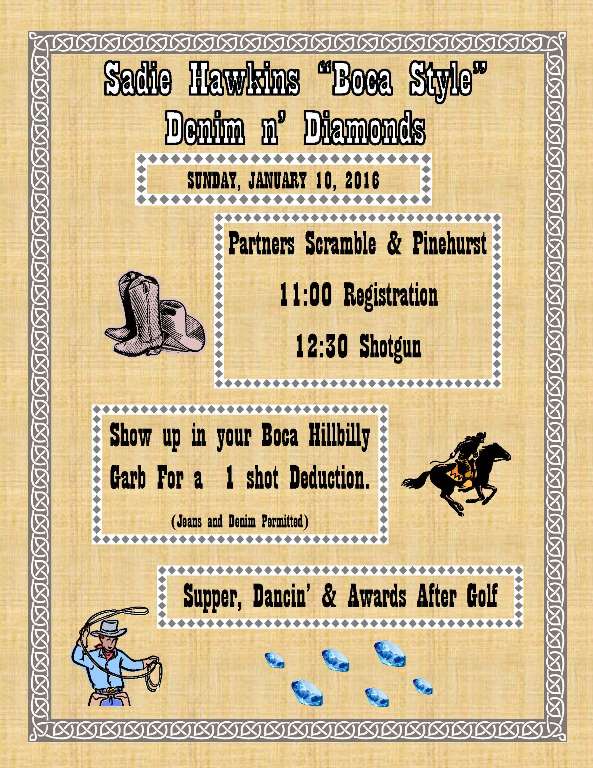 Sadie Hawkins “Boca Style”
Denim n’ Diamonds
SUNDAY, JANUARY 10, 2016
Partners Scramble & Pinehurst
11:00 Registration
12:30 Shotgun
Show up in your Boca Hillbilly
Garb For a 1 shot Deduction.
(Jeans and Denim Permitted)
Supper, Dancin’ & Awards After Golf